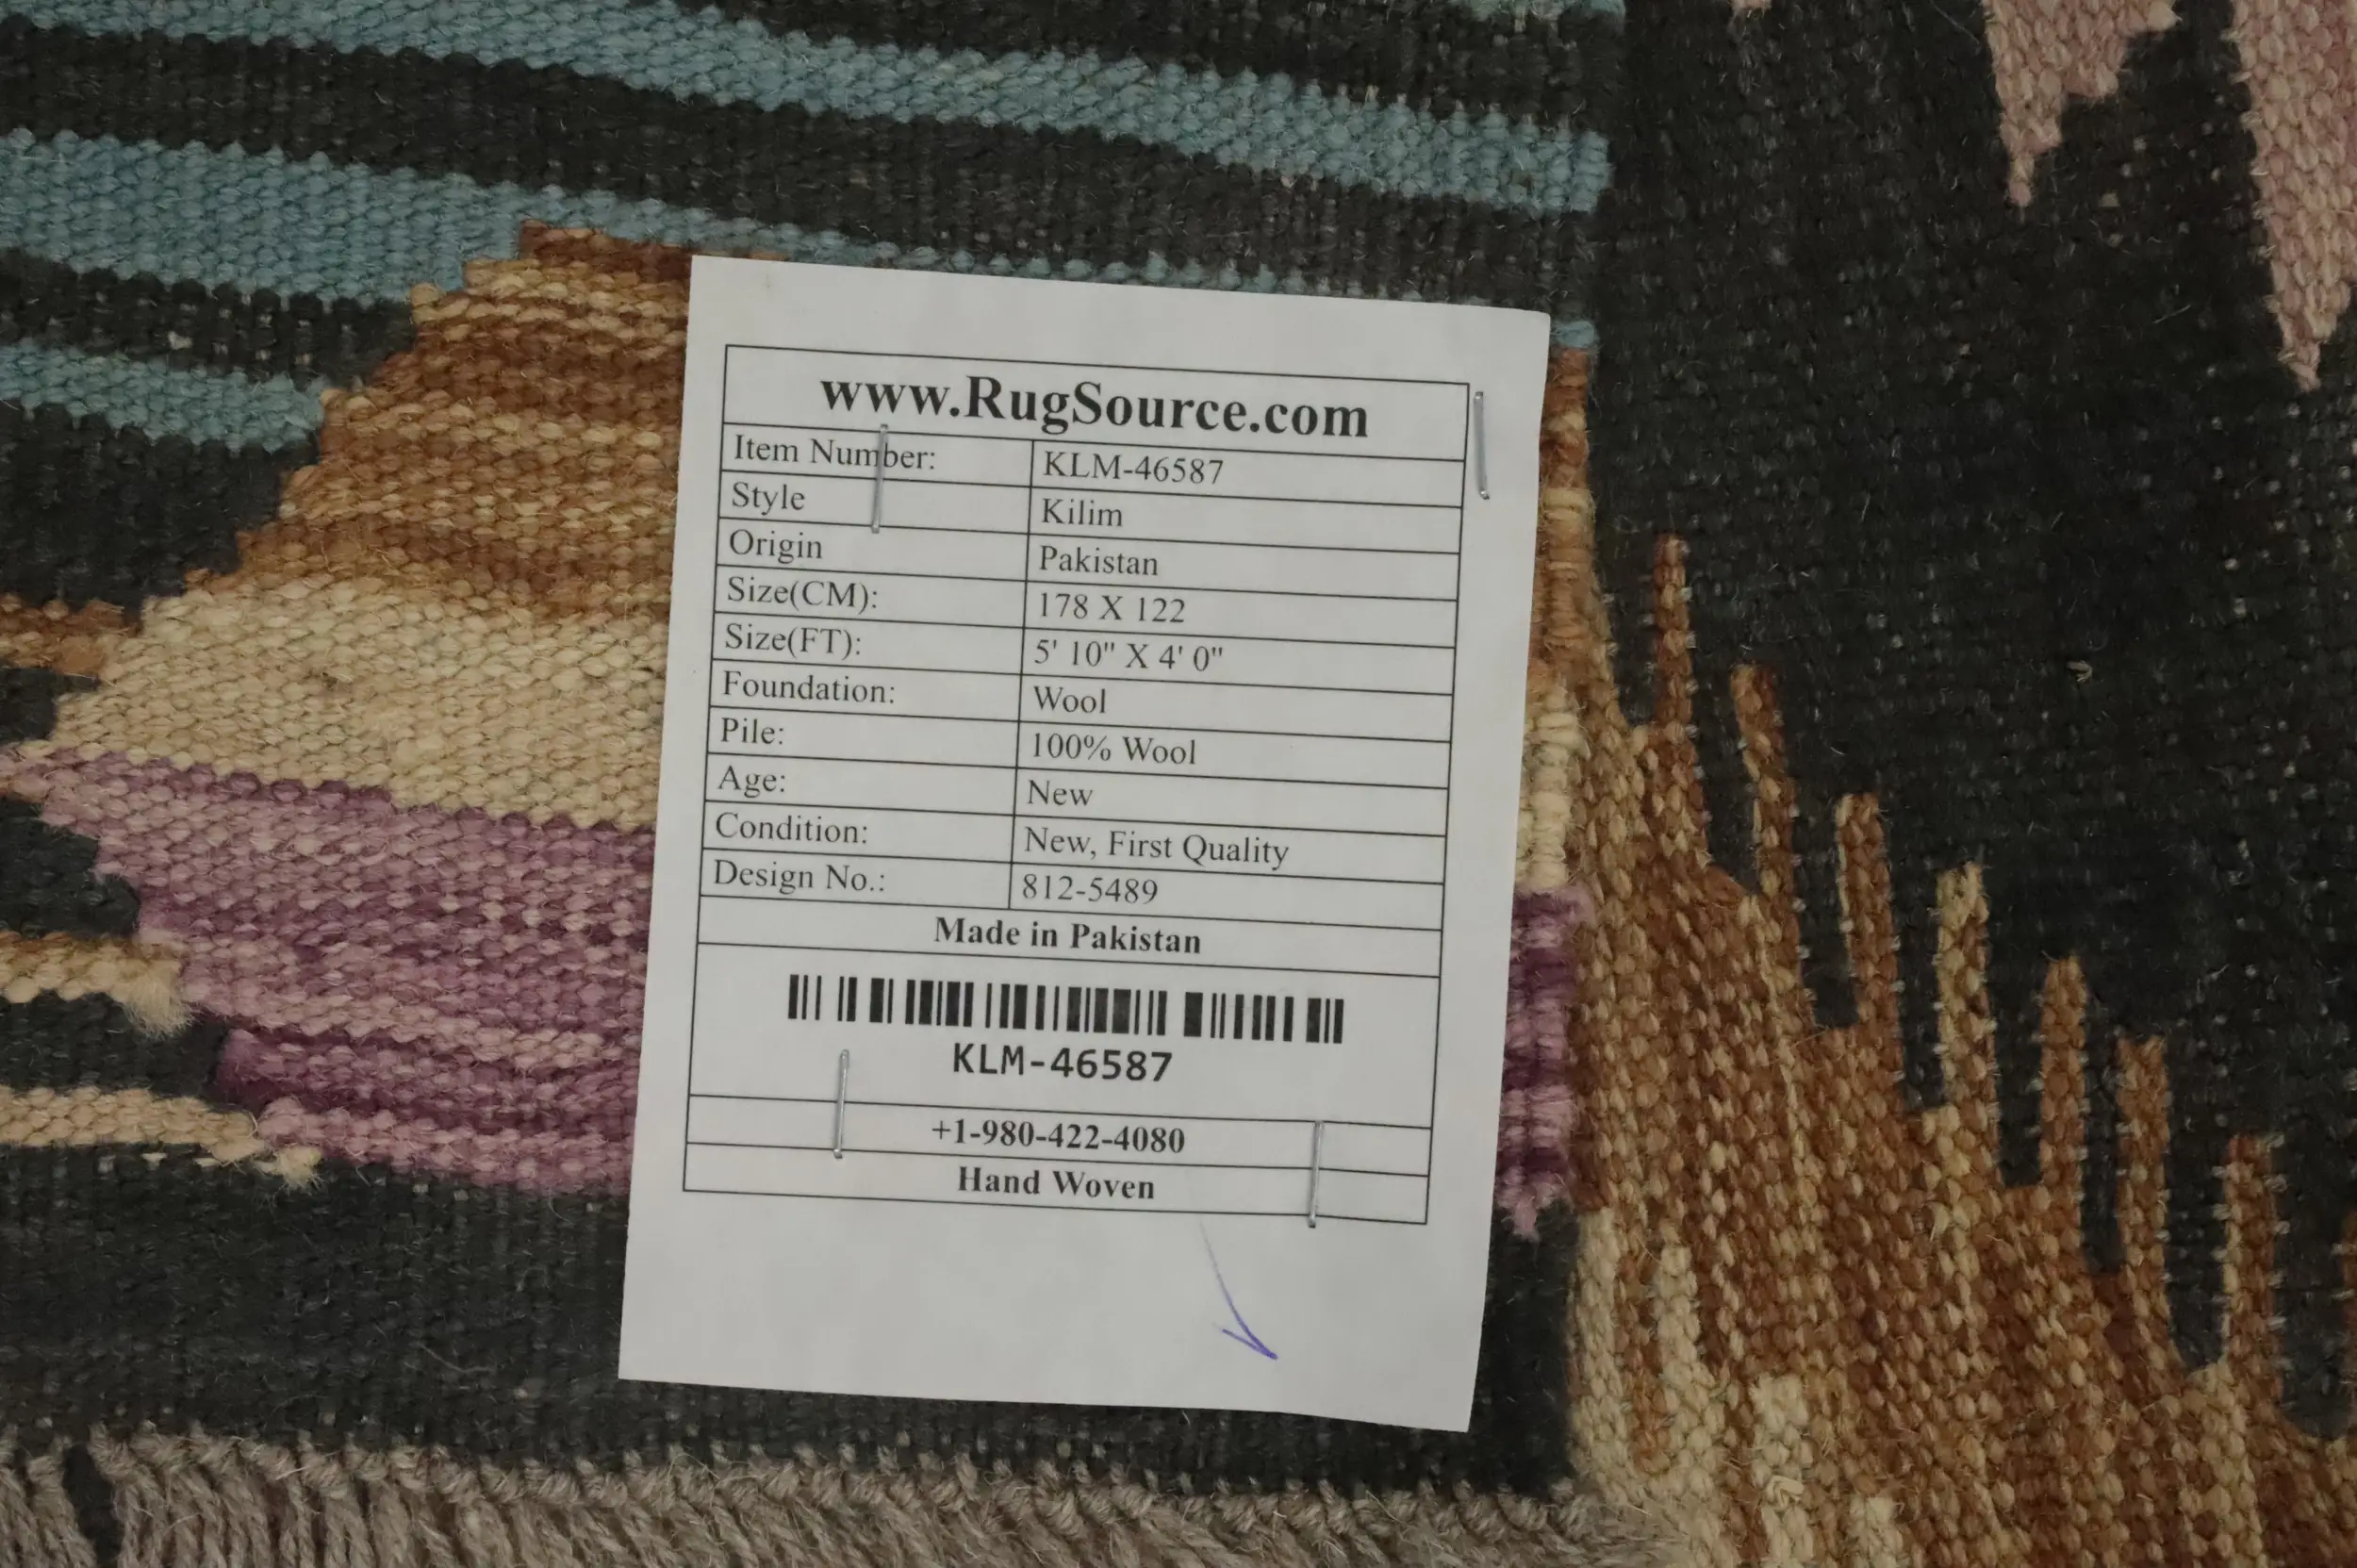 www.RugSource.com
Item Number: KLM-46587
Style Kilim
Origin Pakistan
Size(CM): 178 X 122
Size(FT): 5' 10" X 4' 0"
Foundation: Wool
Pile: 100% Wool
Age: New
Condition: New, First Quality
Design No.: 812-5489
Made in Pakistan
KLM-46587
+1-980-422-4080
Hand Woven